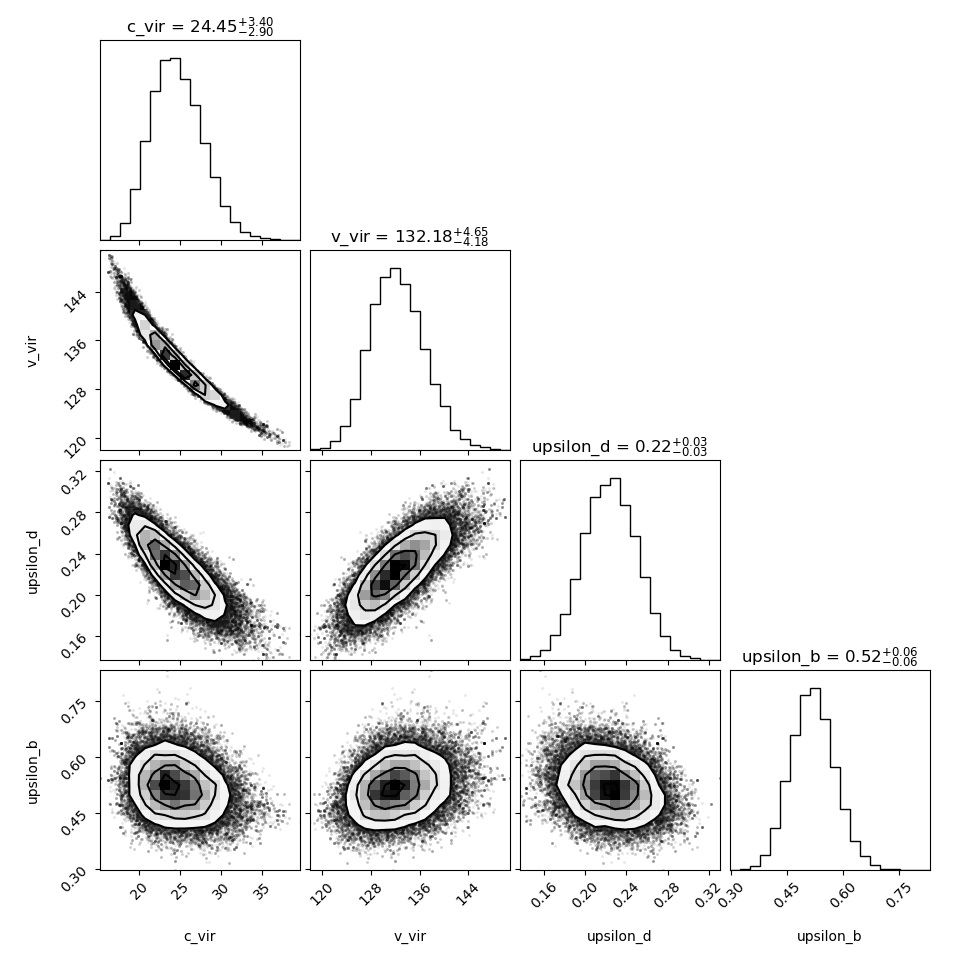 c_vir = 24.45 +3.40 −2.90
v_vir = 132.18 +4.65 −4.18
v_vir
144
136
128
120
upsilon_d = 0.22 +0.03 −0.03
upsilon_d
0.32
0.28
0.24
0.20
0.16
upsilon_b = 0.52 +0.06 −0.06
upsilon_b
0.75
0.60
0.45
0.30
20 25 30 35 120 128 136 144 0.16 0.20 0.24 0.28 0.32 0.30 0.45 0.60 0.75
c_vir v_vir upsilon_d upsilon_b